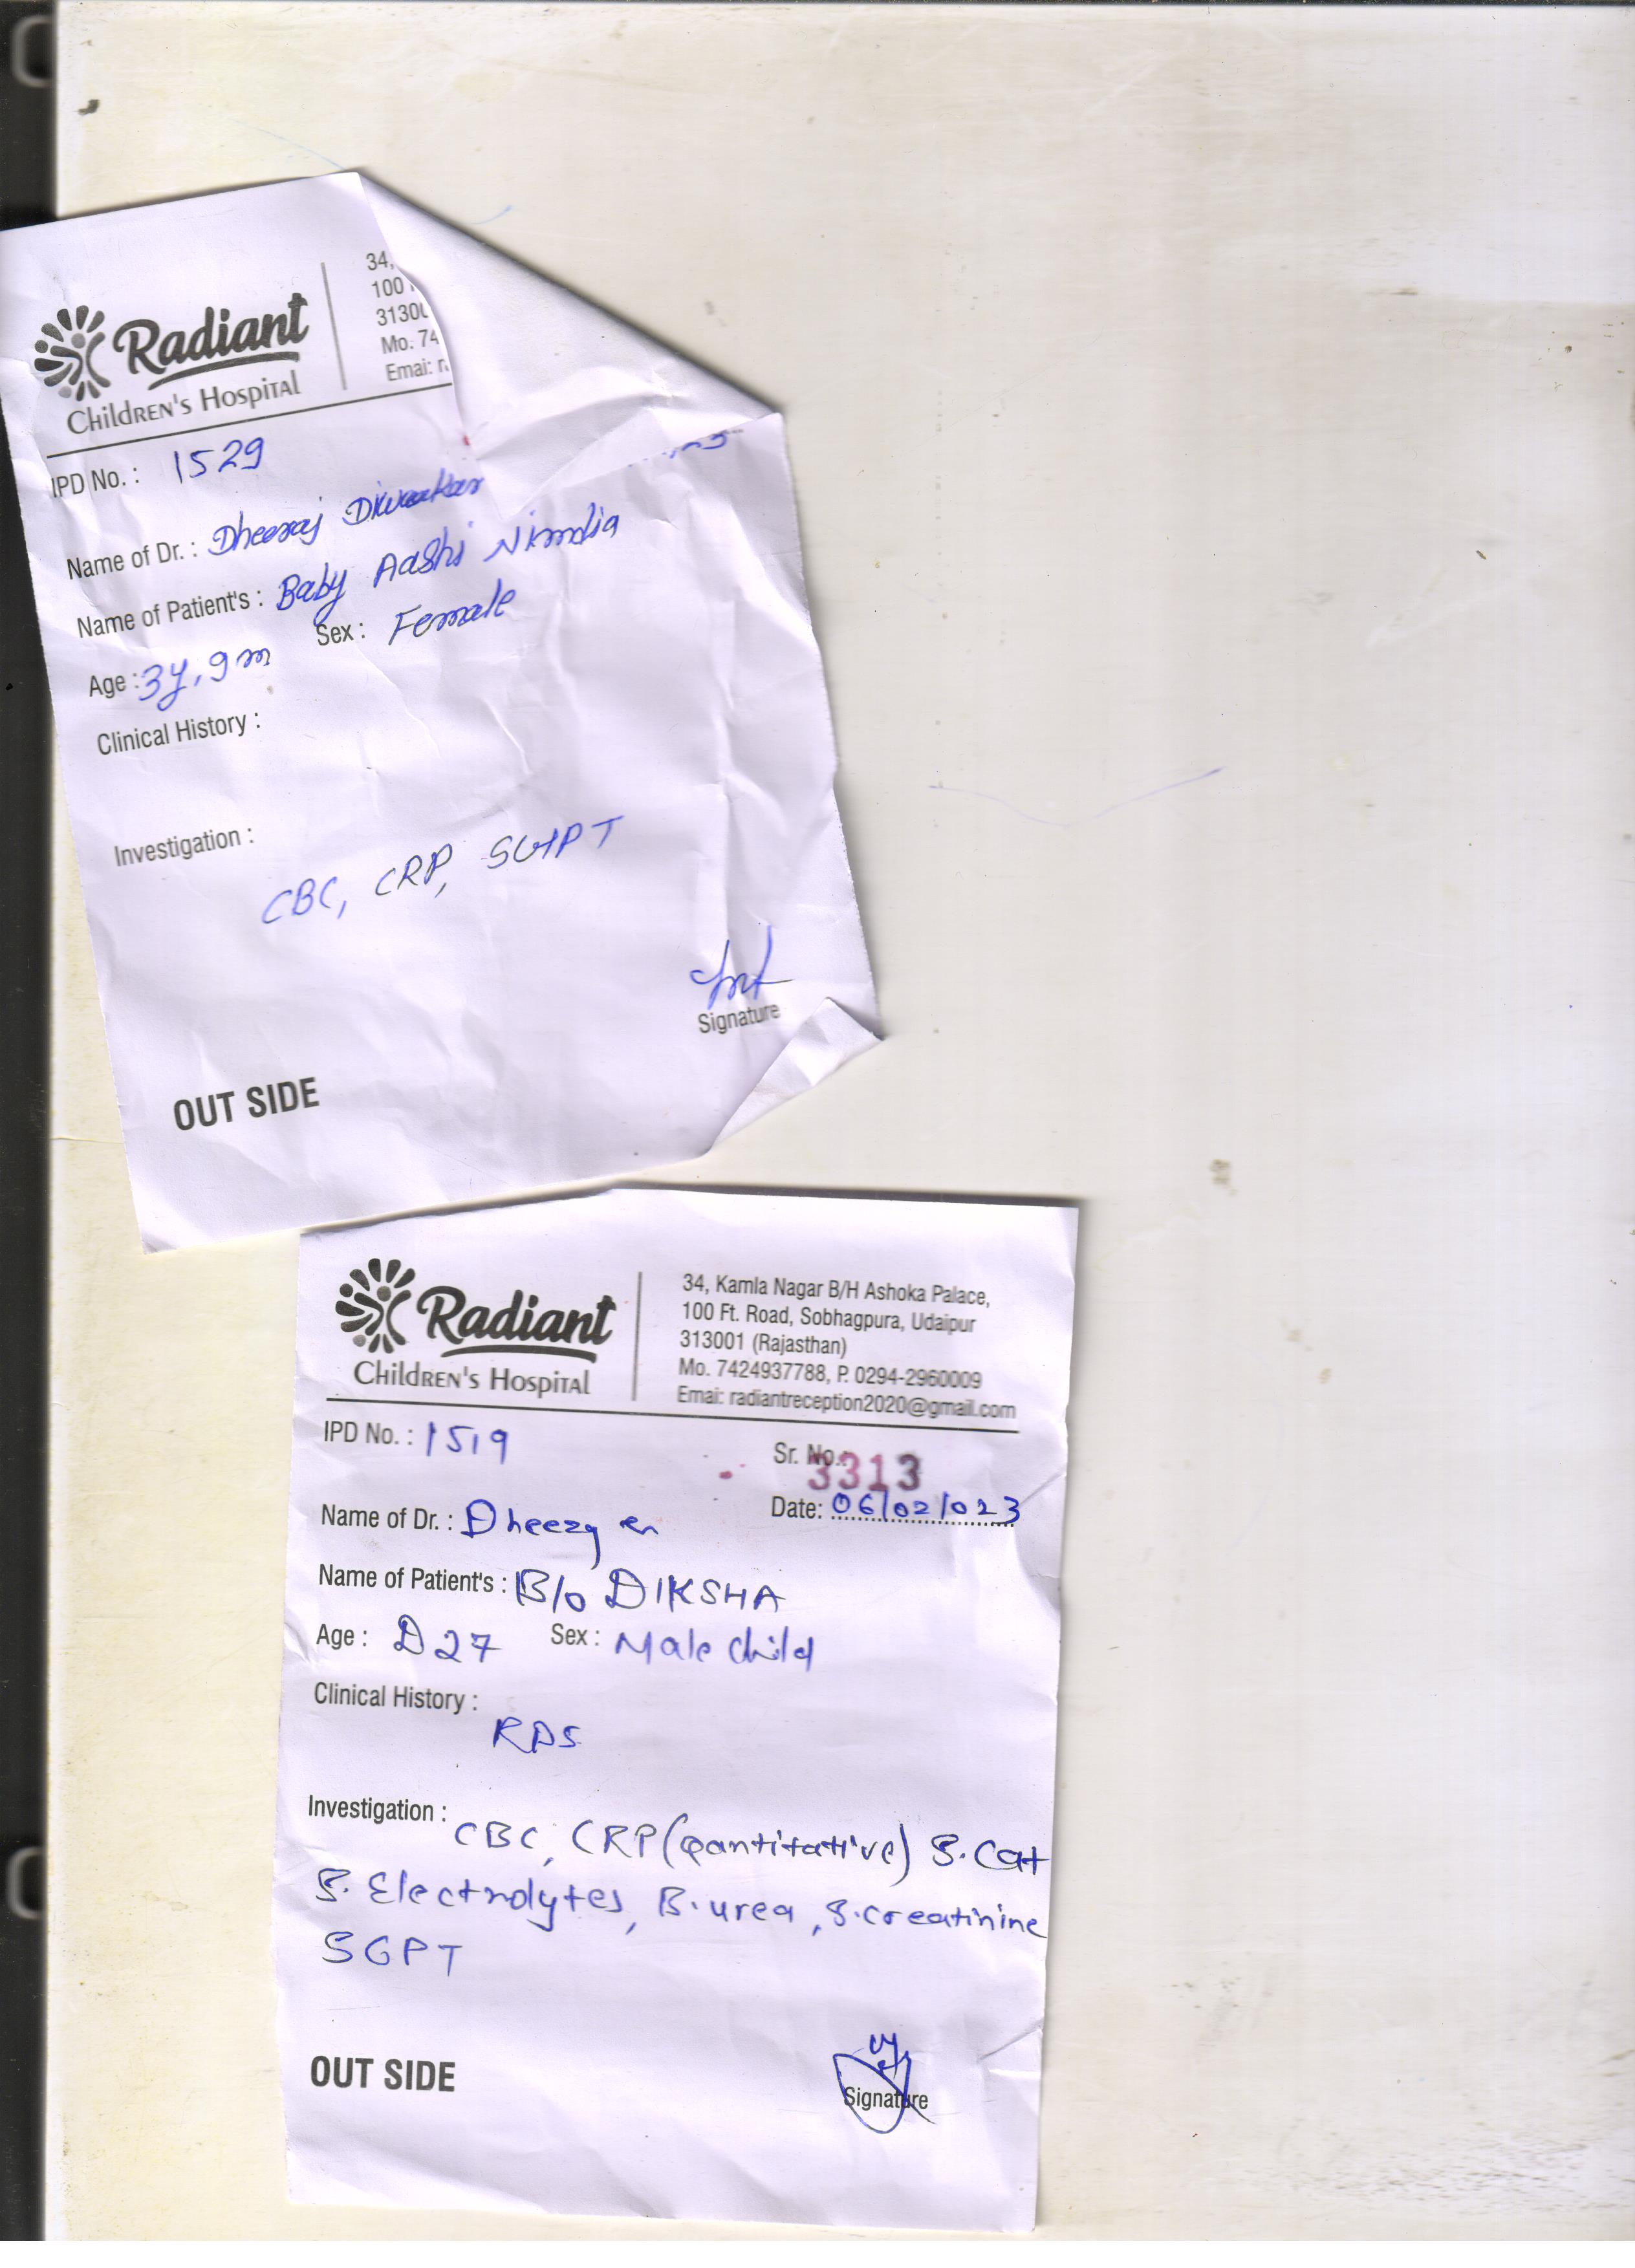 Radiant
Children's Hospital
34,
100
3130
Mo. 74
Emai:
IPD No. : 1529
Name of Dr. : Dheeraj Diwakar
Name of Patient's : Baby Aashi Nimdia
Age : 3y, 9m Sex : Female
Clinical History :
Investigation :
CBC, CRP, SGPT
Signature
OUT SIDE
Radiant
Children's Hospital
34, Kamla Nagar B/H Ashoka Palace,
100 Ft. Road, Sobhagpura, Udaipur
313001 (Rajasthan)
Mo. 7424937788, P. 0294-2960009
Emai: radiantreception2020@gmail.com
IPD No. : 1519
Sr. No.: 3313
Date: 06/02/023
Name of Dr. :
Name of Patient's : B/o DIKSHA
Age : D27 Sex : Male child
Clinical History :
RDS
Investigation : CBC, CRP (Qantitattive) S. Cat
S. Electrolytes, B. urea, S. creatinine
SGPT
OUT SIDE
Signature